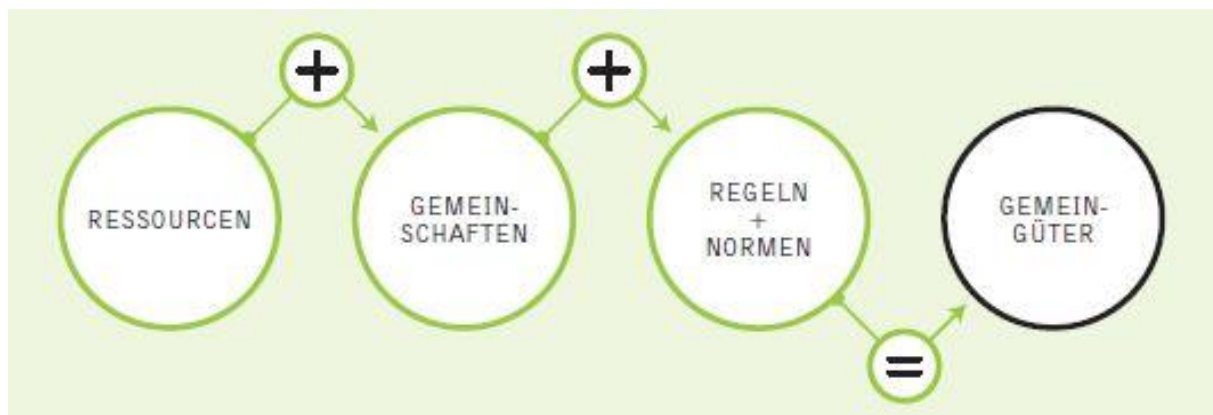 +
+
RESSOURCEN
GEMEIN-
SCHAFTEN
REGELN
+
NORMEN
=
GEMEIN-
GÜTER